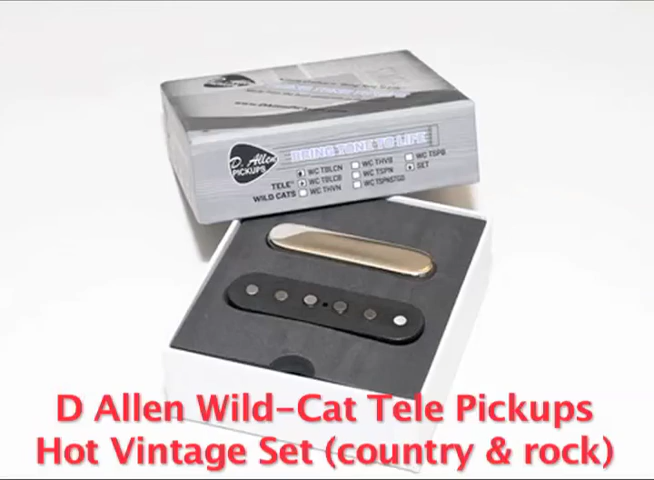 BRING TONE TO LIFE
D. Allen
PICKUPS
TELE
WILD CATS
WC TBLCN
WC TBLCB
WC THVN
WC THVB
WC TSPN
WC TSPNSTGD
WC TSPB
SET
D Allen Wild-Cat Tele Pickups
Hot Vintage Set (country & rock)